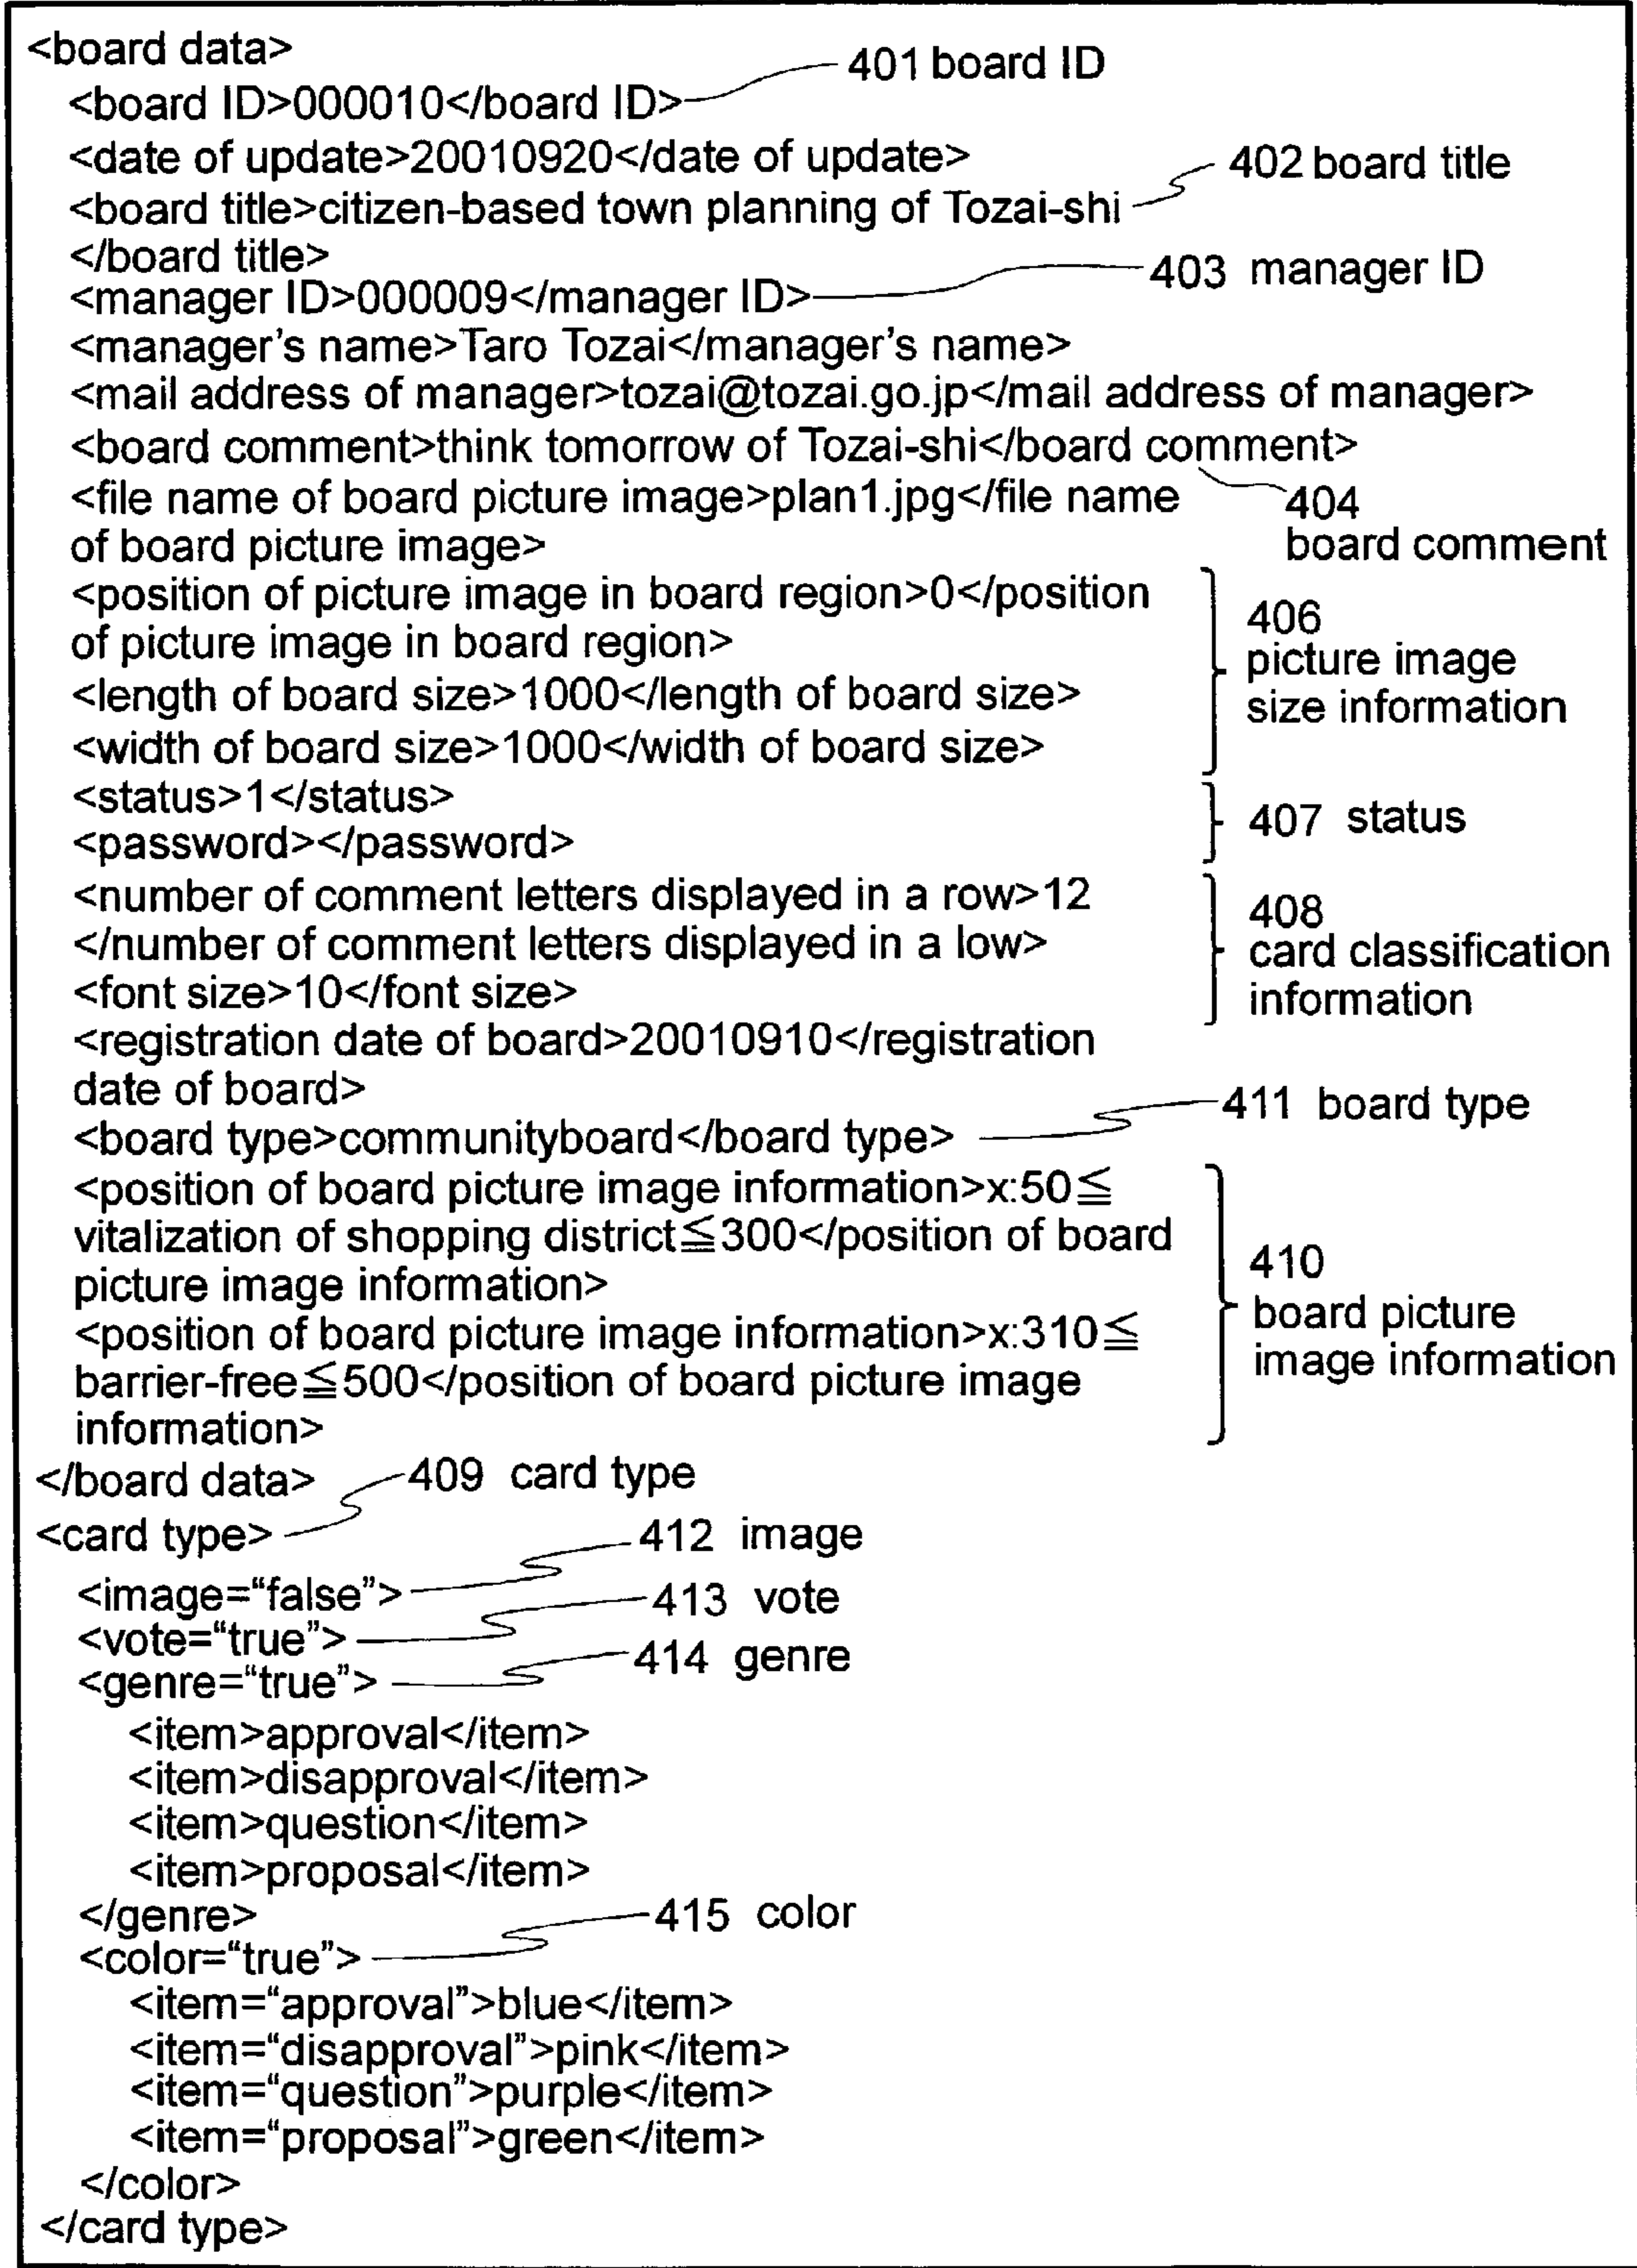 <board data>
401 board ID
<board ID>000010</board ID>
<date of update>20010920</date of update>
402 board title
<board title>citizen-based town planning of Tozai-shi
</board title>
403 manager ID
<manager ID>000009</manager ID>
<manager's name>Taro Tozai</manager's name>
<mail address of manager>tozai@tozai.go.jp</mail address of manager>
<board comment>think tomorrow of Tozai-shi</board comment>
<file name of board picture image>plan1.jpg</file name
404
of board picture image>
board comment
<position of picture image in board region>0</position
406
of picture image in board region>
picture image
<length of board size>1000</length of board size>
size information
<width of board size>1000</width of board size>
<status>1</status>
407 status
<password></password>
<number of comment letters displayed in a row>12
408
</number of comment letters displayed in a low>
card classification
<font size>10</font size>
information
<registration date of board>20010910</registration
date of board>
411 board type
<board type>communityboard</board type>
<position of board picture image information>x:50≦
vitalization of shopping district≦300</position of board
410
picture image information>
board picture
<position of board picture image information>x:310≦
image information
barrier-free≦500</position of board picture image
information>
</board data>
409 card type
<card type>
412 image
<image="false">
413 vote
<vote="true">
414 genre
<genre="true">
<item>approval</item>
<item>disapproval</item>
<item>question</item>
<item>proposal</item>
</genre>
415 color
<color="true">
<item="approval">blue</item>
<item="disapproval">pink</item>
<item="question">purple</item>
<item="proposal">green</item>
</color>
</card type>